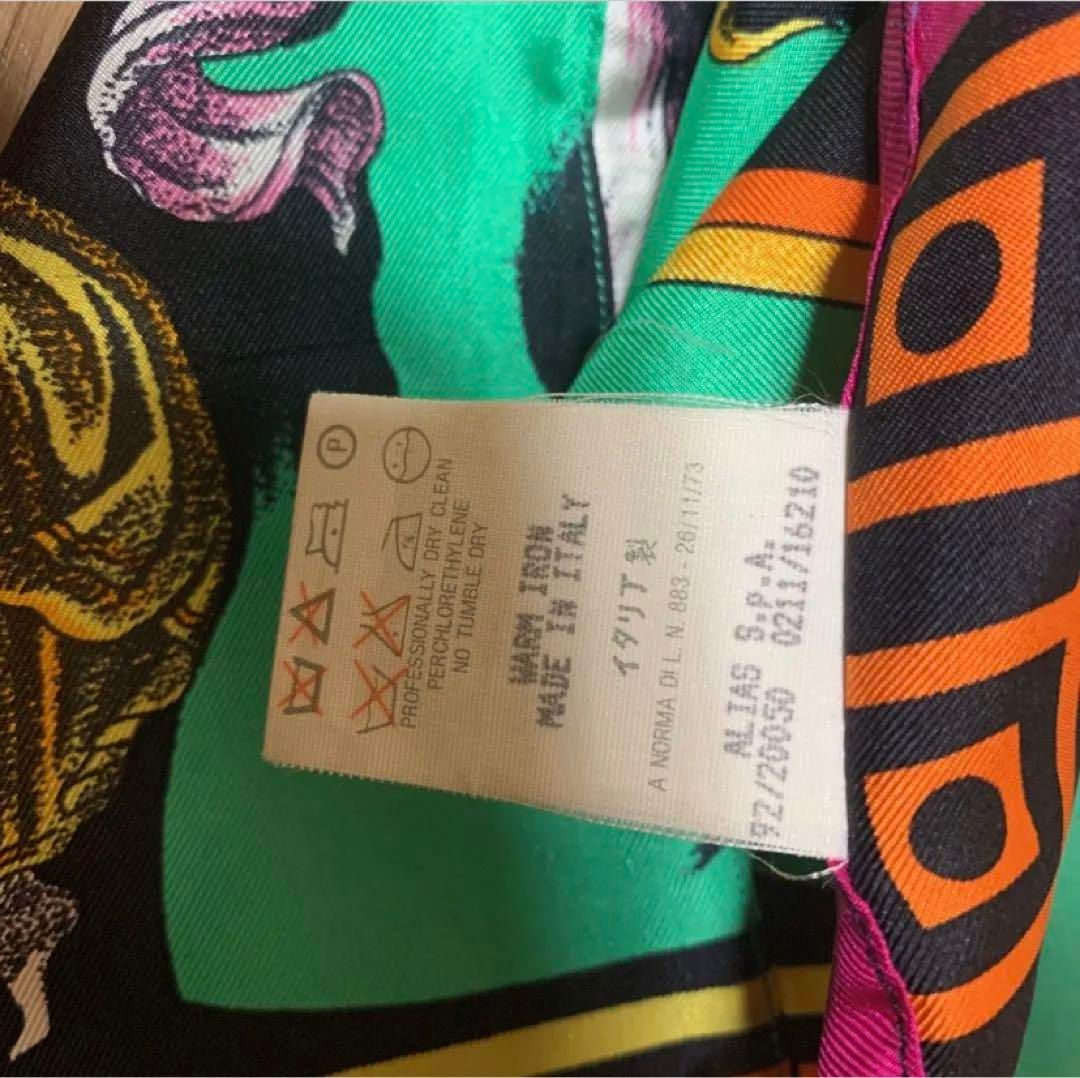 P
PROFESSIONALLY DRY CLEAN
PERCHLORETHYLENE
NO TUMBLE DRY
WARM IRON
MADE IN ITALY
イタリア製
A NORMA DI L. N. 883 - 26/11/73
ALIAS S.P.A.
92/20050 0211/16210